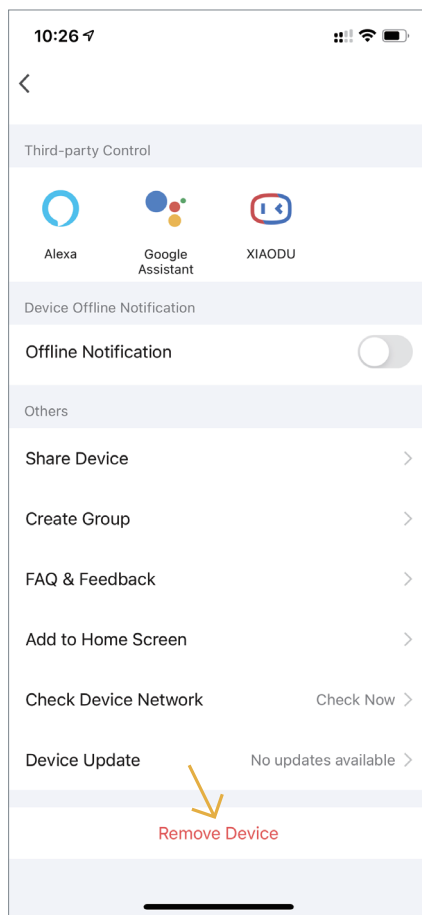 10:26
Third-party Control
Alexa
Google
Assistant
XIAODU
Device Offline Notification
Offline Notification
Others
Share Device
Create Group
FAQ & Feedback
Add to Home Screen
Check Device Network Check Now
Device Update No updates available
Remove Device